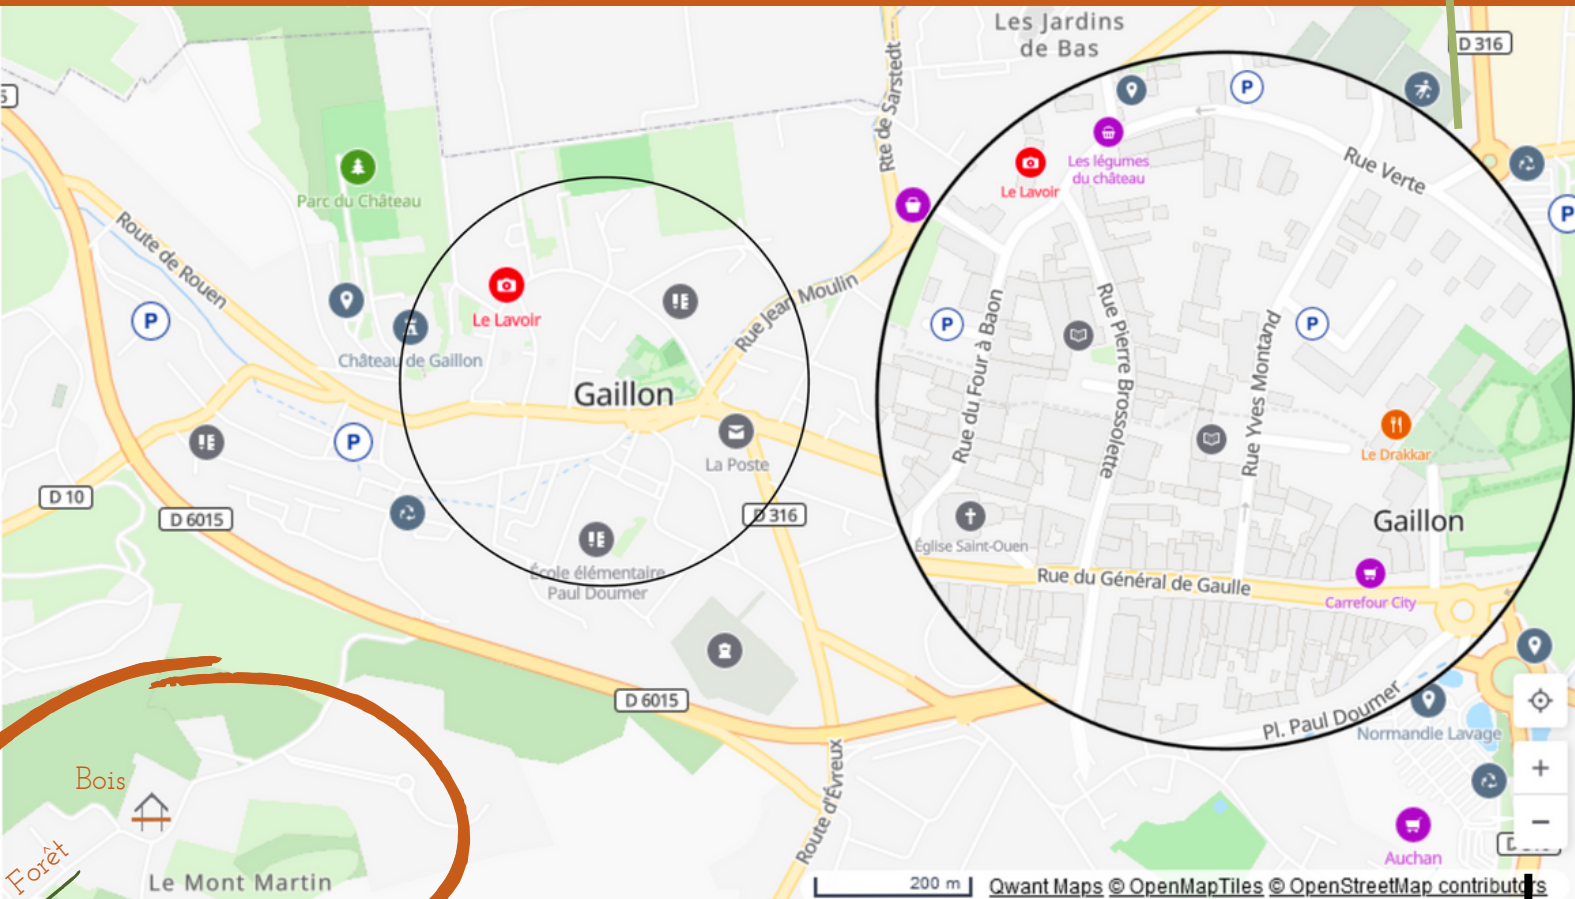 Les Jardins
de Bas
D 316
5
P
Rte de Sarstedt
Les légumes
du château
Le Lavoir
Rue Verte
P
Parc du Château
Route de Rouen
P
Le Lavoir
Château de Gaillon
Rue Jean Moulin
Gaillon
P
La Poste
D 10
D 6015
D 316
École élémentaire
Paul Doumer
D 6015
Route d'Évreux
P
Rue du Four à Baon
Rue Pierre Brossolette
Rue Yves Montand
P
Le Drakkar
Gaillon
Église Saint-Ouen
Rue du Général de Gaulle
Carrefour City
Pl. Paul Doumer
Normandie Lavage
+
−
Auchan
Bois
Forêt
Le Mont Martin
200 m
Qwant Maps © OpenMapTiles © OpenStreetMap contributors